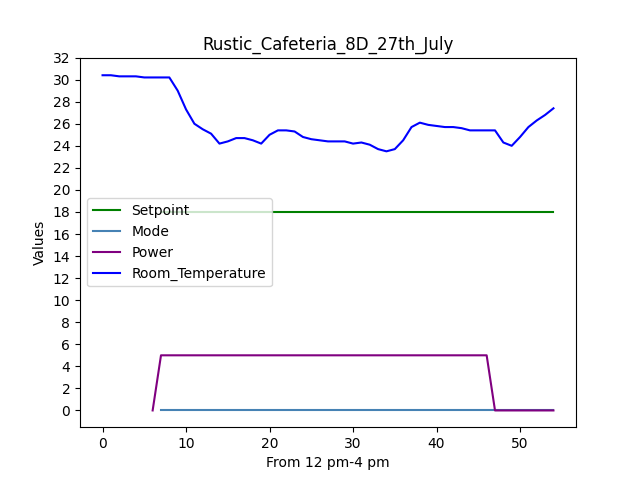 Rustic_Cafeteria_8D_27th_July
Values
32
30
28
26
24
22
20
18
16
14
12
10
8
6
4
2
0
Setpoint
Mode
Power
Room_Temperature
0 10 20 30 40 50
From 12 pm-4 pm